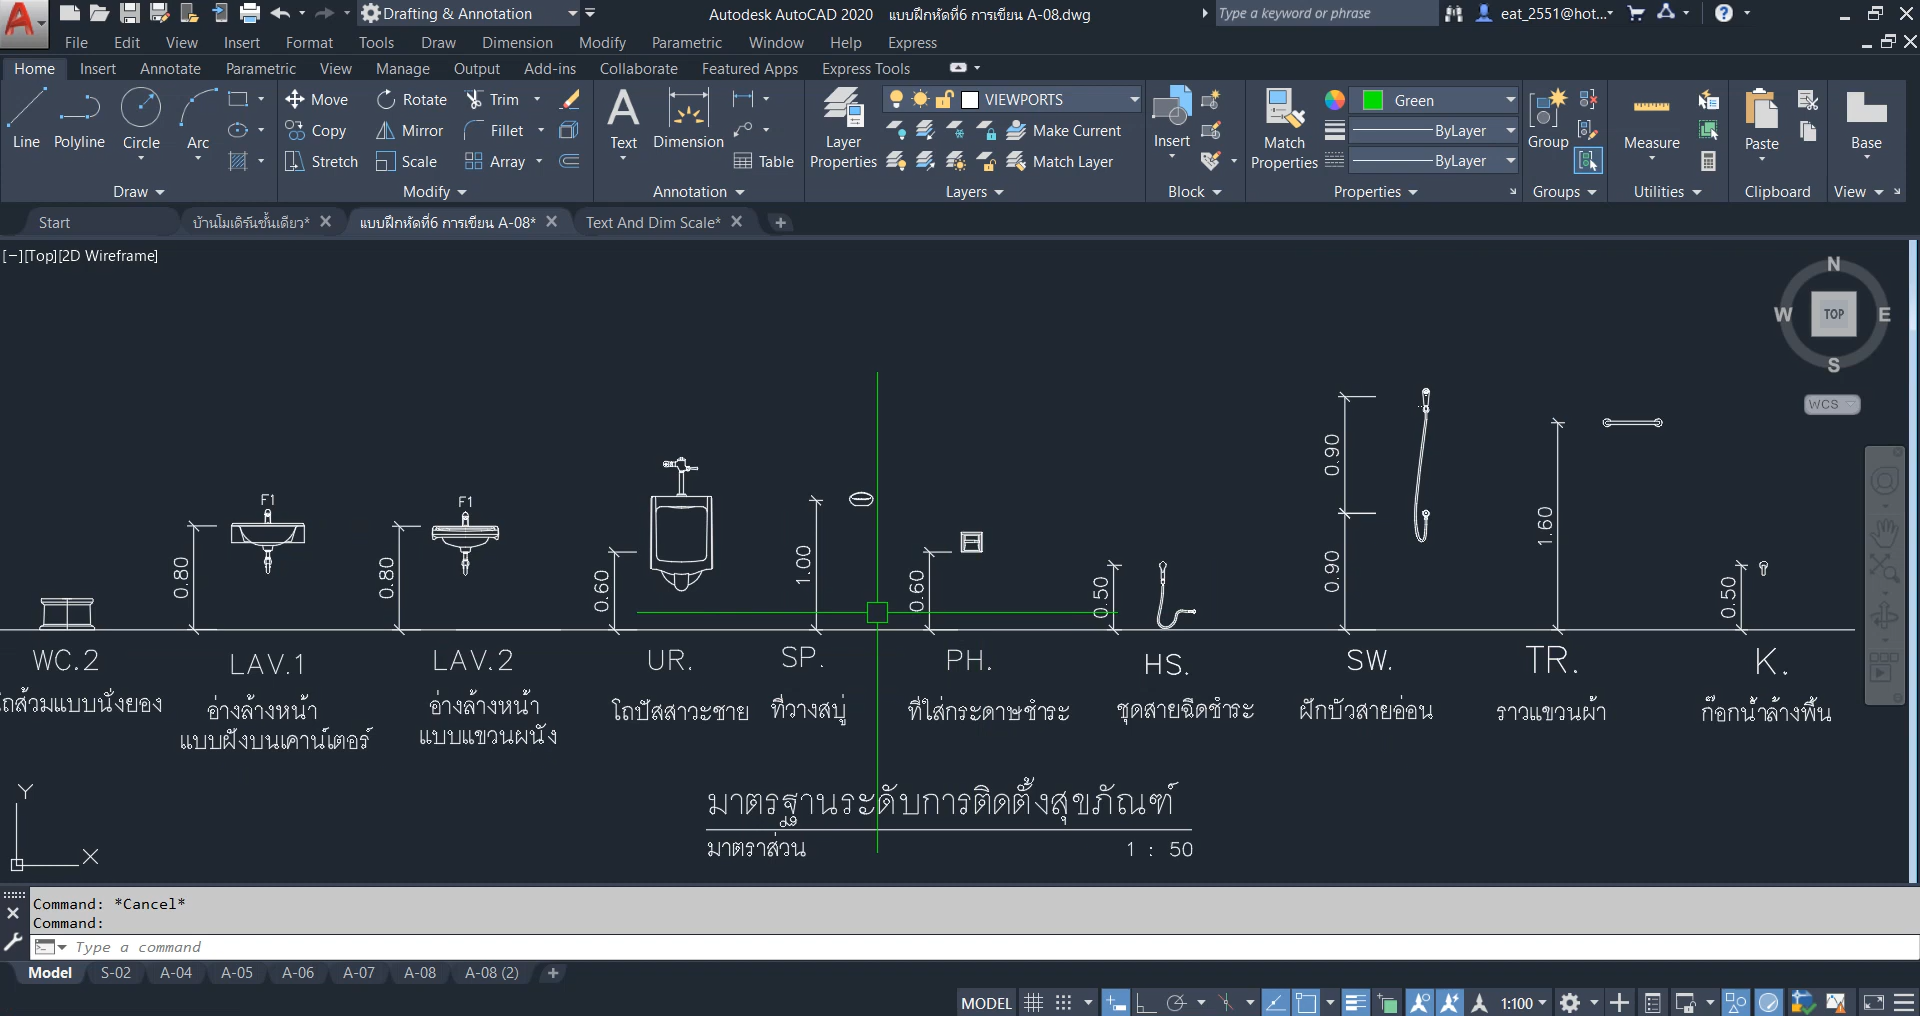 Drafting & Annotation
Autodesk AutoCAD 2020 แบบฝึกหัดที่6 การเขียน A-08.dwg
Type a keyword or phrase
eat_2551@hot...
File Edit View Insert Format Tools Draw Dimension Modify Parametric Window Help Express
Home Insert Annotate Parametric View Manage Output Add-ins Collaborate Featured Apps Express Tools
Move Rotate Trim VIEWPORTS Green
Line Polyline Circle Arc Copy Mirror Fillet Text Dimension Layer Properties Make Current Insert Match Properties ByLayer Group Measure Paste Base
Stretch Scale Array Table Match Layer ByLayer
Draw Modify Annotation Layers Block Properties Groups Utilities Clipboard View
Start บ้านโมเดิร์นชั้นเดียว* แบบฝึกหัดที่6 การเขียน A-08* Text And Dim Scale*
[−][Top][2D Wireframe]
N
W TOP E
S
WCS
F1 F1
0.80 0.80 0.60 1.00 0.60 0.50 0.90 0.90 1.60 0.50
WC.2 LAV.1 LAV.2 UR. SP. PH. HS. SW. TR. K.
โถส้วมแบบนั่งยอง อ่างล้างหน้า อ่างล้างหน้า โถปัสสาวะชาย ที่วางสบู่ ที่ใส่กระดาษชำระ ชุดสายฉีดชำระ ฝักบัวสายอ่อน ราวแขวนผ้า ก๊อกน้ำล้างพื้น
แบบฝังบนเคาน์เตอร์ แบบแขวนผนัง
มาตรฐานระดับการติดตั้งสุขภัณฑ์
มาตราส่วน 1 : 50
Y
X
Command: *Cancel*
Command:
Type a command
Model S-02 A-04 A-05 A-06 A-07 A-08 A-08 (2)
MODEL 1:100